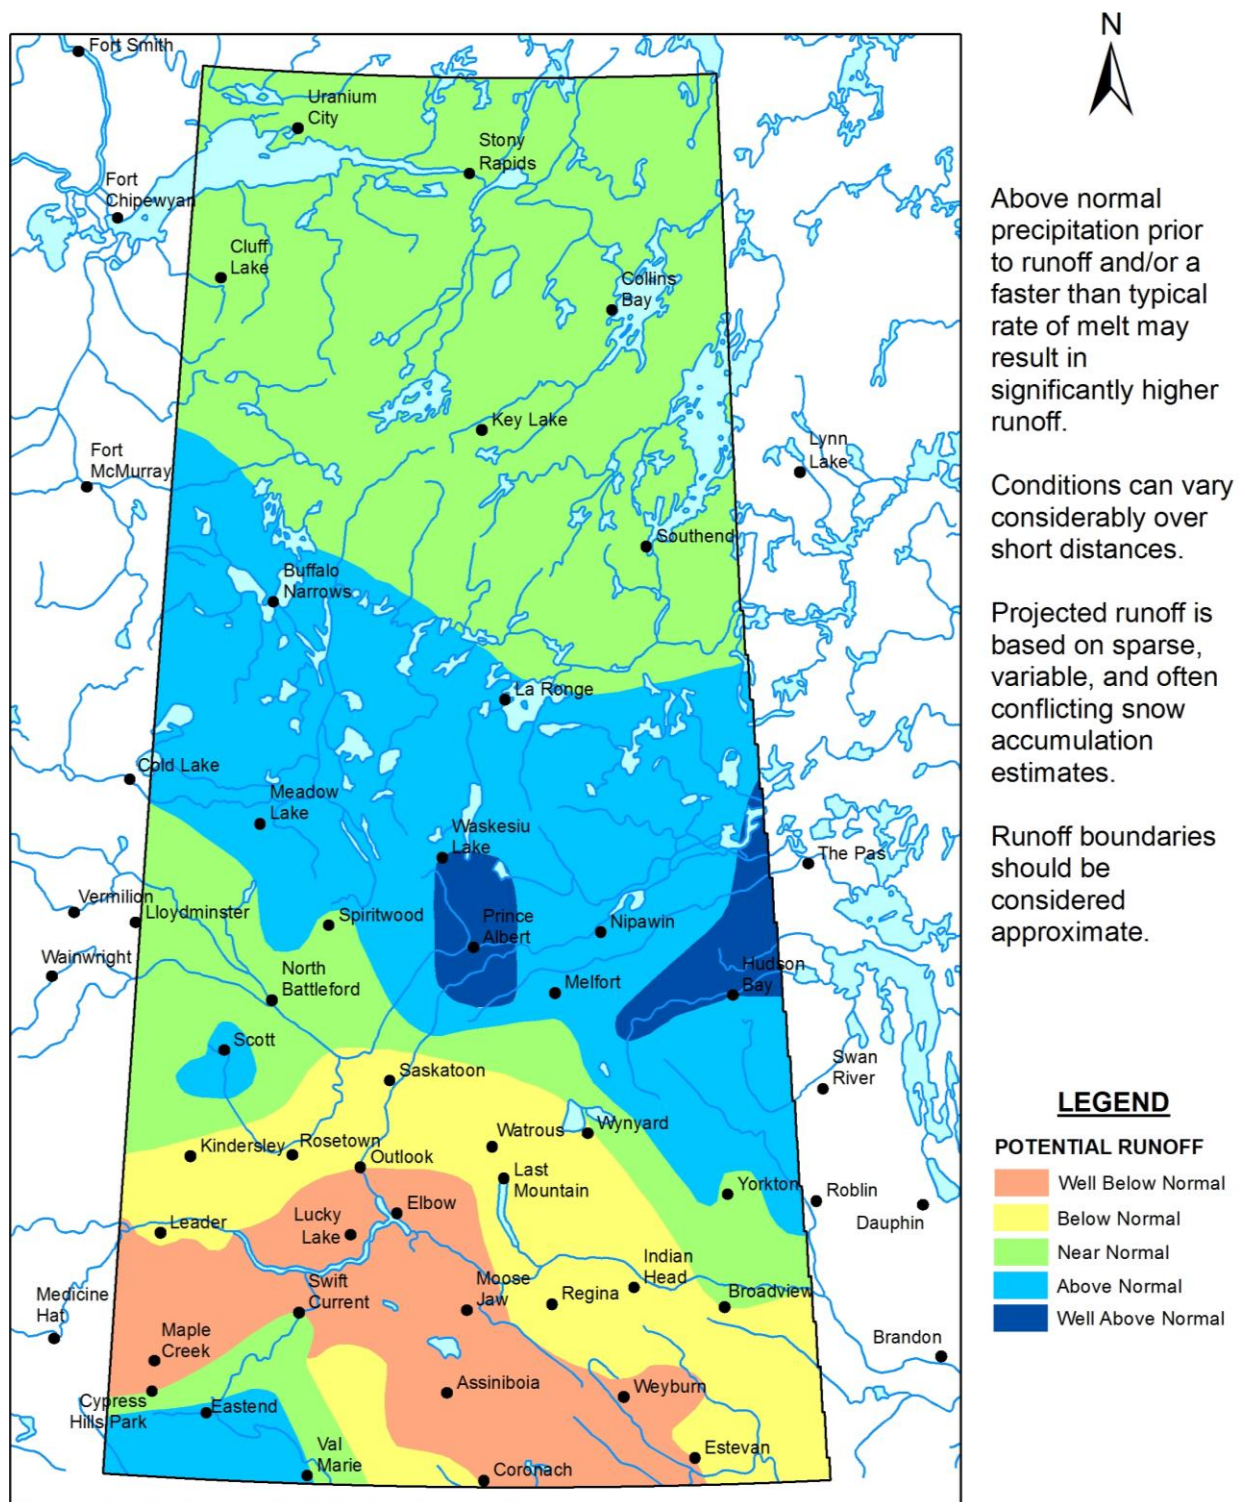 N
Fort Smith
Uranium
City
Stony
Rapids
Fort
Chipewyan
Cluff
Lake
Collins
Bay
Key Lake
Fort
McMurray
Lynn
Lake
Southend
Buffalo
Narrows
La Ronge
Cold Lake
Meadow
Lake
Waskesiu
Lake
The Pas
Vermilion
Lloydminster
Spiritwood
Prince
Albert
Nipawin
Wainwright
North
Battleford
Melfort
Hudson
Bay
Scott
Saskatoon
Swan
River
Kindersley
Rosetown
Outlook
Watrous
Wynyard
Last
Mountain
Yorkton
Roblin
Dauphin
Leader
Lucky
Lake
Elbow
Medicine
Hat
Swift
Current
Moose
Jaw
Regina
Indian
Head
Broadview
Maple
Creek
Brandon
Cypress
Hills Park
Eastend
Assiniboia
Weyburn
Val
Marie
Coronach
Estevan
Above normal
precipitation prior
to runoff and/or a
faster than typical
rate of melt may
result in
significantly higher
runoff.
Conditions can vary
considerably over
short distances.
Projected runoff is
based on sparse,
variable, and often
conflicting snow
accumulation
estimates.
Runoff boundaries
should be
considered
approximate.
LEGEND
POTENTIAL RUNOFF
Well Below Normal
Below Normal
Near Normal
Above Normal
Well Above Normal